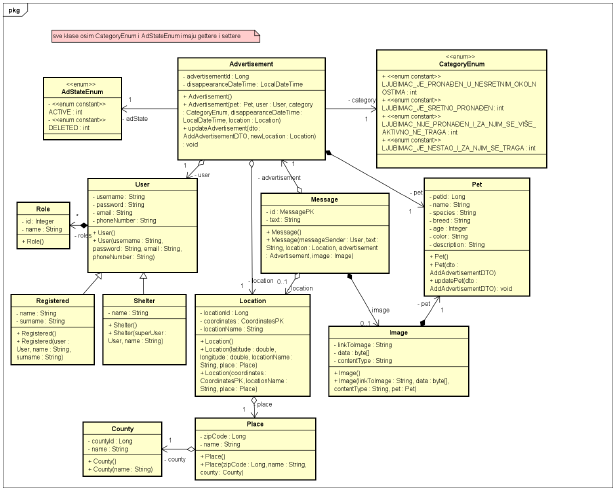 pkg
sve klase osim CategoryEnum i AdStateEnum imaju gettere i settere
<<enum>>
AdStateEnum
- <<enum constant>>
ACTIVE : int
- <<enum constant>>
DELETED : int
1
- adState
Advertisement
- advertisementId : Long
- disappearanceDateTime : LocalDateTime
+ Advertisement()
+ Advertisement(pet : Pet, user : User, category
: CategoryEnum, disappearanceDateTime :
LocalDateTime, location : Location)
+ updateAdvertisement(dto :
AddAdvertisementDTO, newLocation : Location)
: void
- category
1
<<enum>>
CategoryEnum
+ <<enum constant>>
LJUBIMAC_JE_PRONAĐEN_U_NESRETNIM_OKOLN
OSTIMA : int
+ <<enum constant>>
LJUBIMAC_JE_SRETNO_PRONAĐEN : int
+ <<enum constant>>
LJUBIMAC_NIJE_PRONAĐEN_I_ZA_NJIM_SE_VIŠE_
AKTIVNO_NE_TRAGA : int
+ <<enum constant>>
LJUBIMAC_JE_NESTAO_I_ZA_NJIM_SE_TRAGA : int
1
- user
1
- advertisement
- pet
1
Role
- id : Integer
- name : String
+ Role()
*
- roles
User
- username : String
- password : String
- email : String
- phoneNumber : String
+ User()
+ User(username : String,
password : String, email : String,
phoneNumber : String)
Message
- id : MessagePK
- text : String
+ Message()
+ Message(messageSender : User, text :
String, location : Location, advertisement
: Advertisement, image : Image)
Pet
- petId : Long
- name : String
- species : String
- breed : String
- age : Integer
- color : String
- description : String
+ Pet()
+ Pet(dto :
AddAdvertisementDTO)
+ updatePet(dto :
AddAdvertisementDTO) : void
- location
1
0..1
- location
- image
0..1
- pet
1
Registered
- name : String
- surname : String
+ Registered()
+ Registered(user :
User, name : String,
surname : String)
Shelter
- name : String
+ Shelter()
+ Shelter(superUser :
User, name : String)
Location
- locationId : Long
- coordinates : CoordinatesPK
- locationName : String
+ Location()
+ Location(latitude : double,
longitude : double, locationName :
String, place : Place)
+ Location(coordinates :
CoordinatesPK, locationName :
String, place : Place)
Image
- linkToImage : String
- data : byte[]
- contentType : String
+ Image()
+ Image(linkToImage : String, data : byte[],
contentType : String, pet : Pet)
- place
1
County
- countyId : Long
- name : String
+ County()
+ County(name : String)
1
- county
Place
- zipCode : Long
- name : String
+ Place()
+ Place(zipCode : Long, name : String,
county : County)